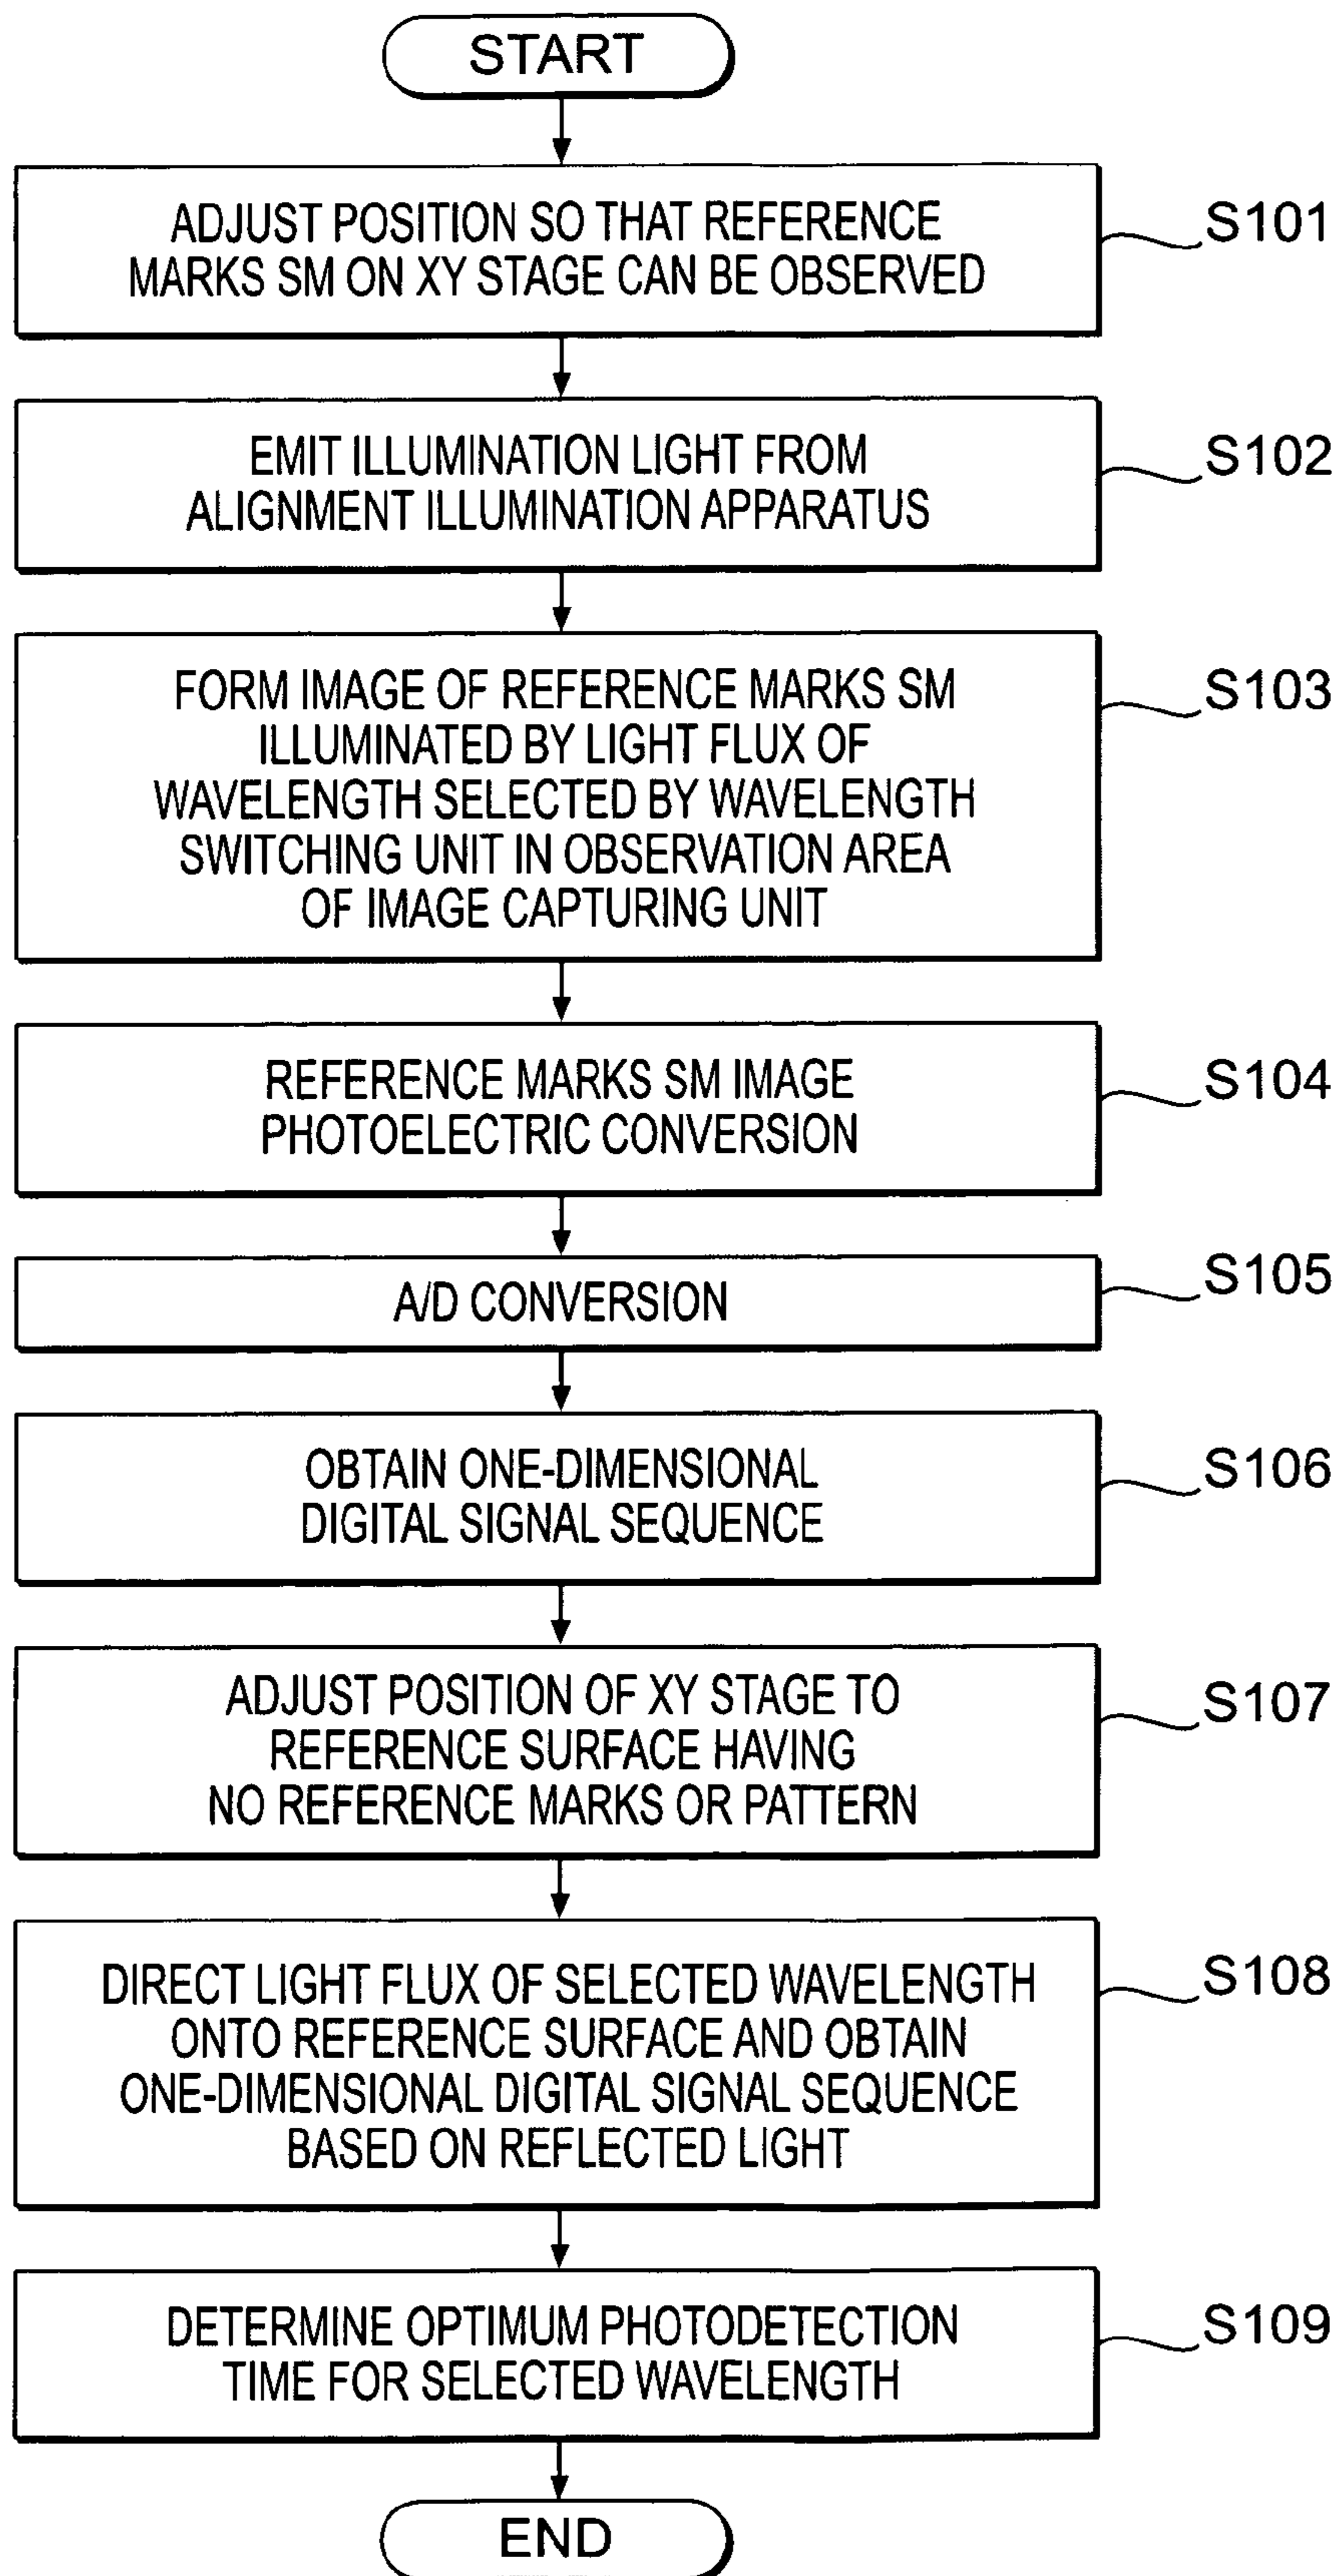 START
ADJUST POSITION SO THAT REFERENCE
MARKS SM ON XY STAGE CAN BE OBSERVED
S101
EMIT ILLUMINATION LIGHT FROM
ALIGNMENT ILLUMINATION APPARATUS
S102
FORM IMAGE OF REFERENCE MARKS SM
ILLUMINATED BY LIGHT FLUX OF
WAVELENGTH SELECTED BY WAVELENGTH
SWITCHING UNIT IN OBSERVATION AREA
OF IMAGE CAPTURING UNIT
S103
REFERENCE MARKS SM IMAGE
PHOTOELECTRIC CONVERSION
S104
A/D CONVERSION
S105
OBTAIN ONE-DIMENSIONAL
DIGITAL SIGNAL SEQUENCE
S106
ADJUST POSITION OF XY STAGE TO
REFERENCE SURFACE HAVING
NO REFERENCE MARKS OR PATTERN
S107
DIRECT LIGHT FLUX OF SELECTED WAVELENGTH
ONTO REFERENCE SURFACE AND OBTAIN
ONE-DIMENSIONAL DIGITAL SIGNAL SEQUENCE
BASED ON REFLECTED LIGHT
S108
DETERMINE OPTIMUM PHOTODETECTION
TIME FOR SELECTED WAVELENGTH
S109
END